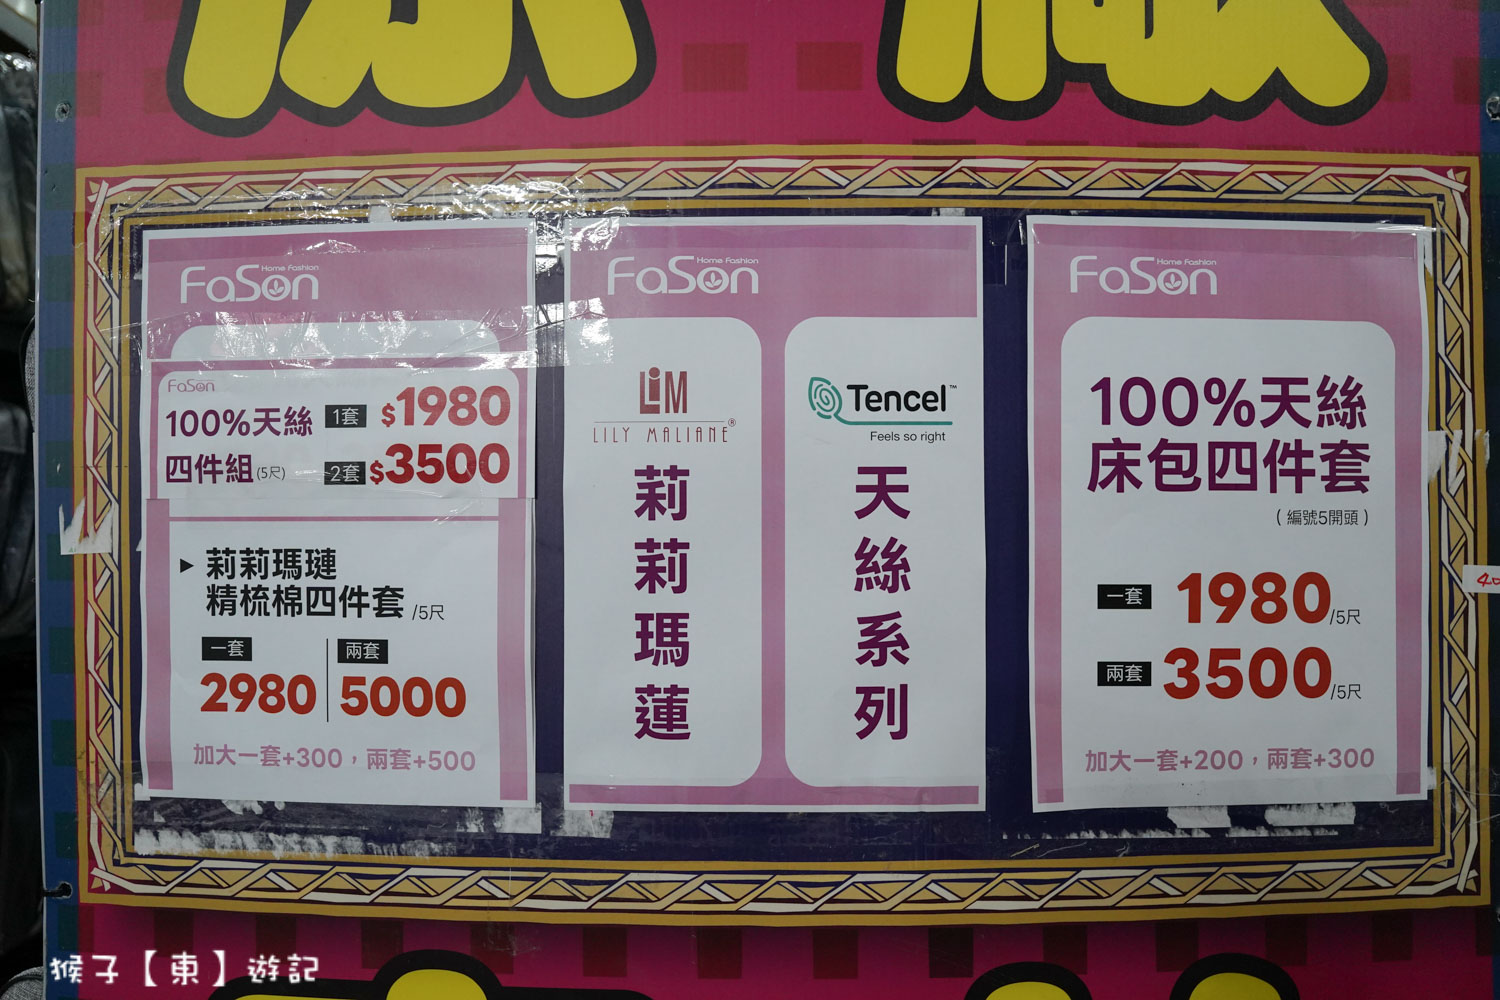 Home Fashion
FaSon
FaSon
100%天絲
四件組(5尺)
1套 $1980
2套 $3500
▶ 莉莉瑪璉
精梳棉四件套 /5尺
一套 2980
兩套 5000
加大一套+300，兩套+500
Home Fashion
FaSon
LiM
LILY MALIANE®
莉莉瑪蓮
Tencel™
Feels so right
天絲系列
Home Fashion
FaSon
100%天絲
床包四件套
（編號5開頭）
一套 1980/5尺
兩套 3500/5尺
加大一套+200，兩套+300
猴子【東】遊記